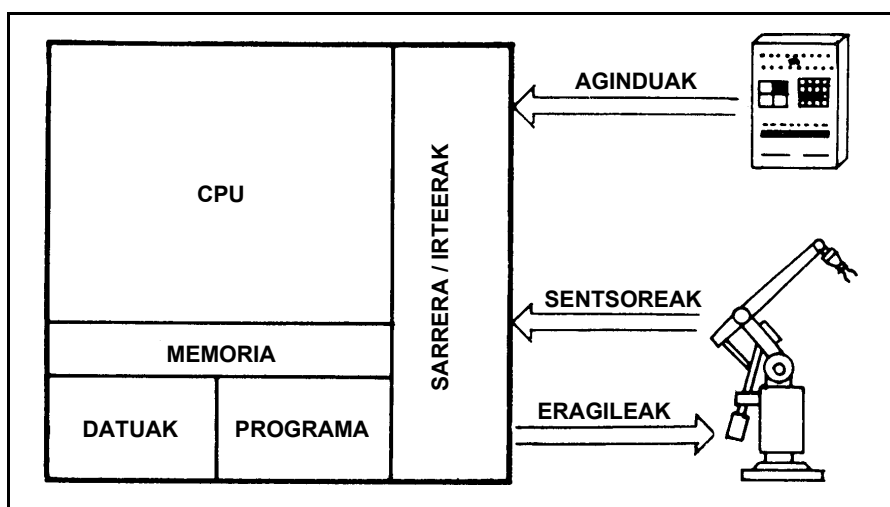 AGINDUAK
CPU
SARRERA / IRTEERAK
SENTSOREAK
MEMORIA
DATUAK
PROGRAMA
ERAGILEAK